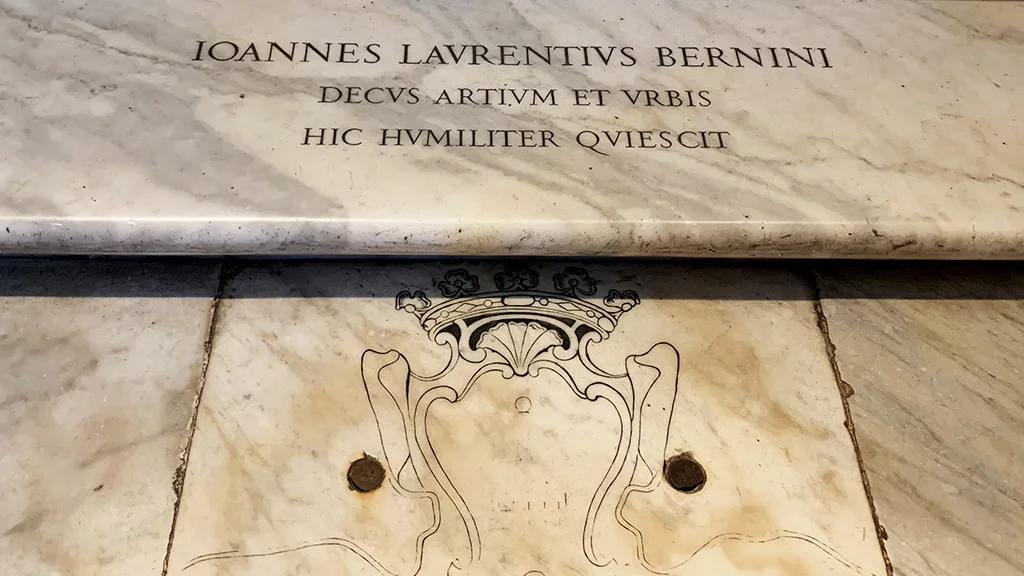 IOANNES LAVRENTIVS BERNINI
DECVS ARTIVM ET VRBIS
HIC HVMILITER QVIESCIT